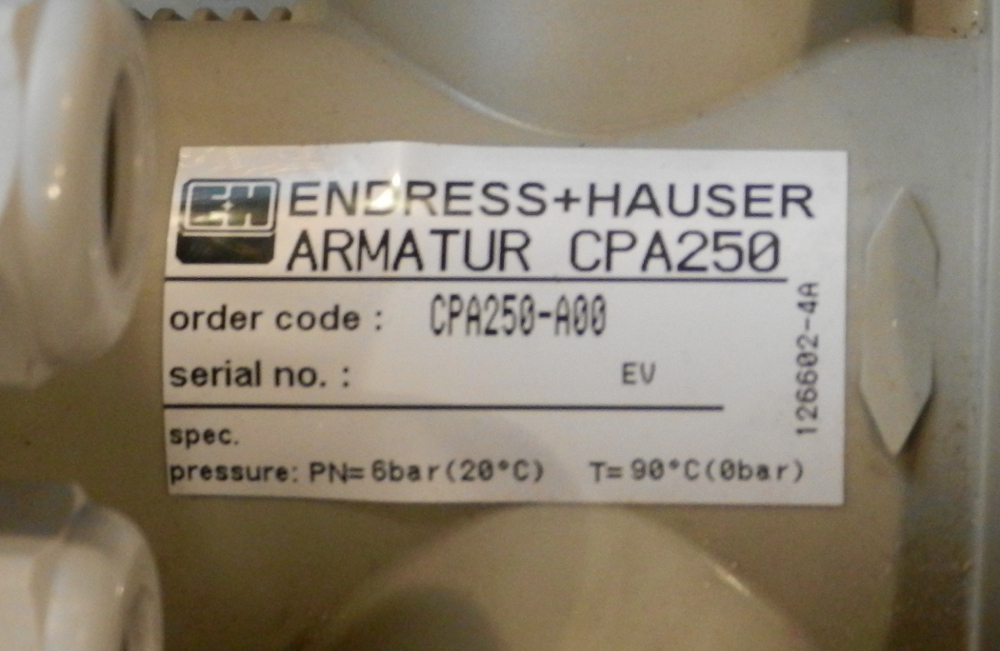 E+H ENDRESS+HAUSER
ARMATUR CPA250
order code : CPA250-A00
serial no. : EV
spec.
pressure: PN= 6bar(20°C) T= 90°C(0bar)
126602-4A